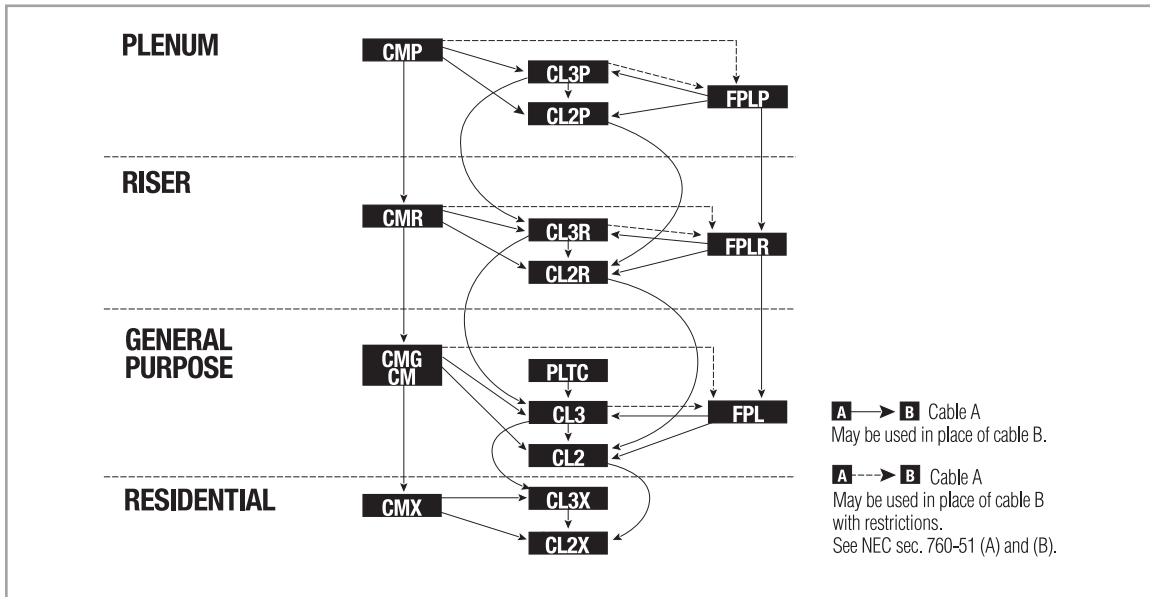 PLENUM
CMP
CL3P
FPLP
CL2P
RISER
CMR
CL3R
FPLR
CL2R
GENERAL
PURPOSE
CMG
CM
PLTC
CL3
FPL
CL2
A B Cable A
May be used in place of cable B.
A B Cable A
May be used in place of cable B
with restrictions.
See NEC sec. 760-51 (A) and (B).
RESIDENTIAL
CMX
CL3X
CL2X